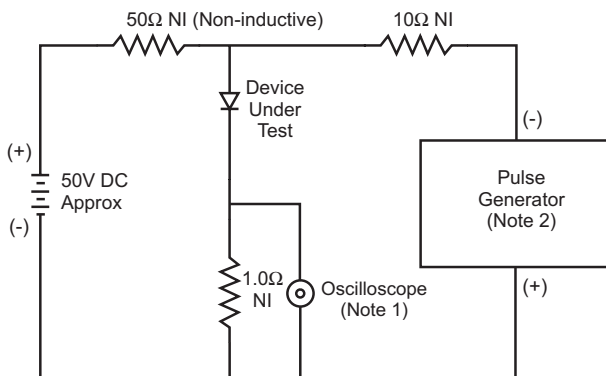 50Ω NI (Non-inductive)
10Ω NI
Device
Under
Test
(-)
(+)
50V DC
Approx
(-)
Pulse
Generator
(Note 2)
1.0Ω
NI
Oscilloscope
(Note 1)
(+)